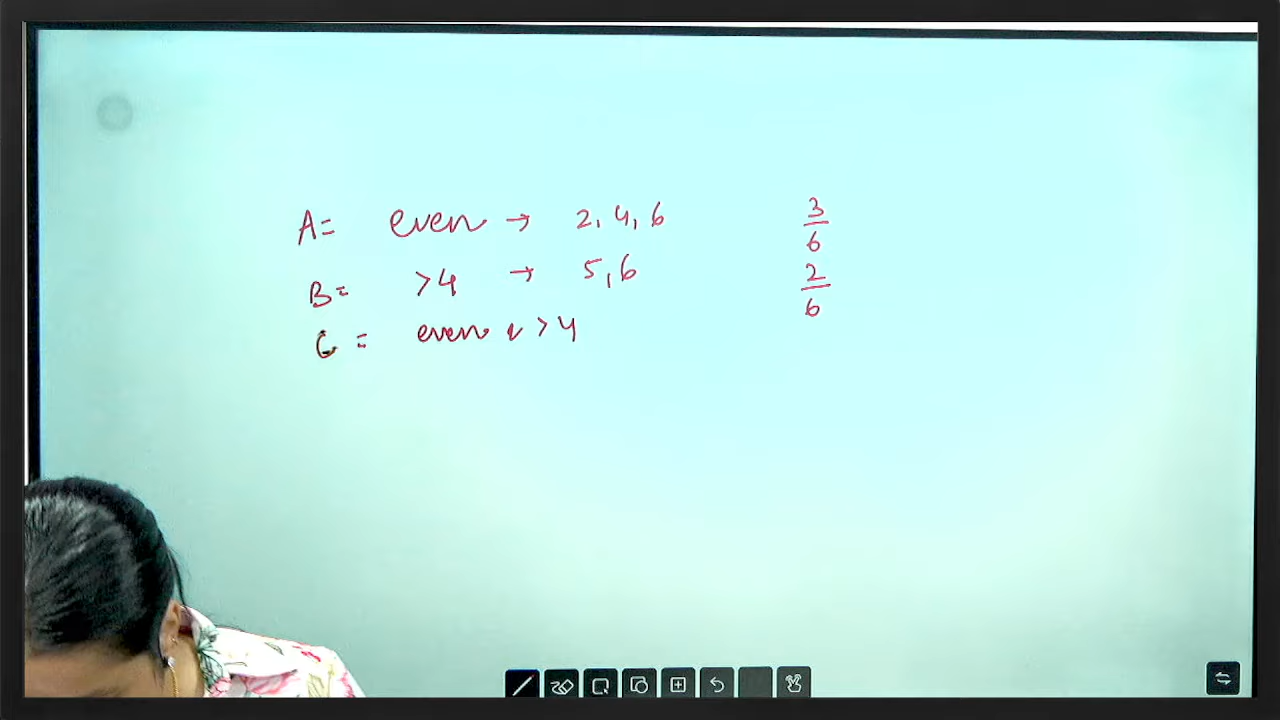 A= even → 2, 4, 6 3/6
B= >4 → 5, 6 2/6
C = even & >4